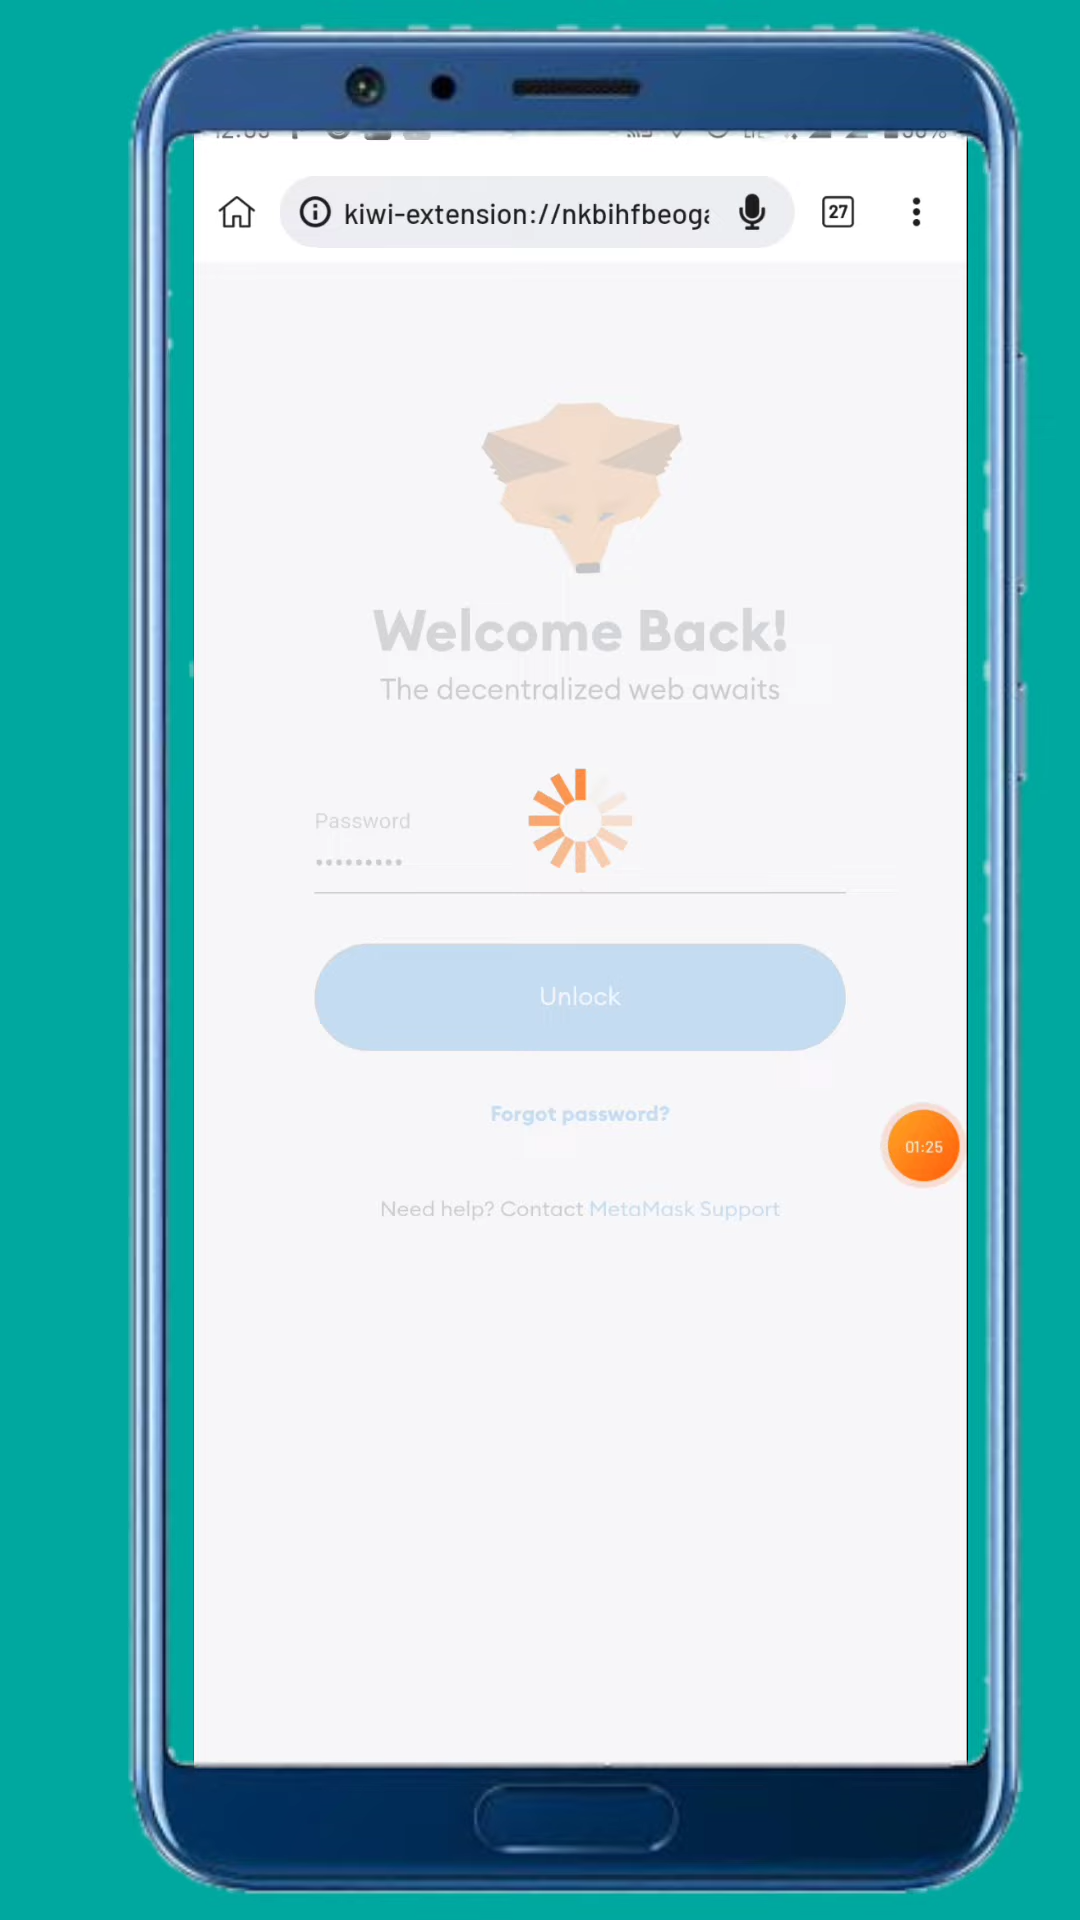 27
kiwi-extension://nkbihfbeoga
Welcome Back!
The decentralized web awaits
Password
•••••••••
Unlock
Forgot password?
01:25
Need help? Contact MetaMask Support